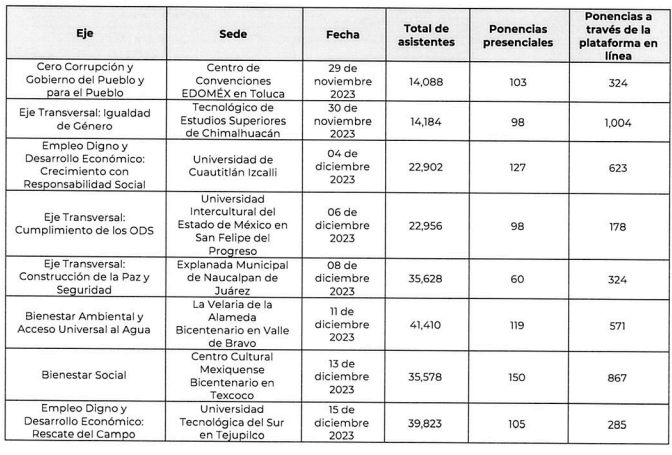 Eje
Sede
Fecha
Total de
asistentes
Ponencias
presenciales
Ponencias a
través de la
plataforma en
línea
Cero Corrupción y
Gobierno del Pueblo y
para el Pueblo
Centro de
Convenciones
EDOMÉX en Toluca
29 de
noviembre
2023
14,088
103
324
Eje Transversal: Igualdad
de Género
Tecnológico de
Estudios Superiores
de Chimalhuacán
30 de
noviembre
2023
14,184
98
1,004
Empleo Digno y
Desarrollo Económico:
Crecimiento con
Responsabilidad Social
Universidad de
Cuautitlán Izcalli
04 de
diciembre
2023
22,902
127
623
Eje Transversal:
Cumplimiento de los ODS
Universidad
Intercultural del
Estado de México en
San Felipe del
Progreso
06 de
diciembre
2023
22,956
98
178
Eje Transversal:
Construcción de la Paz y
Seguridad
Explanada Municipal
de Naucalpan de
Juárez
08 de
diciembre
2023
35,628
60
324
Bienestar Ambiental y
Acceso Universal al Agua
La Velaria de la
Alameda
Bicentenario en Valle
de Bravo
11 de
diciembre
2023
41,410
119
571
Bienestar Social
Centro Cultural
Mexiquense
Bicentenario en
Texcoco
13 de
diciembre
2023
35,578
150
867
Empleo Digno y
Desarrollo Económico:
Rescate del Campo
Universidad
Tecnológica del Sur
en Tejupilco
15 de
diciembre
2023
39,823
105
285